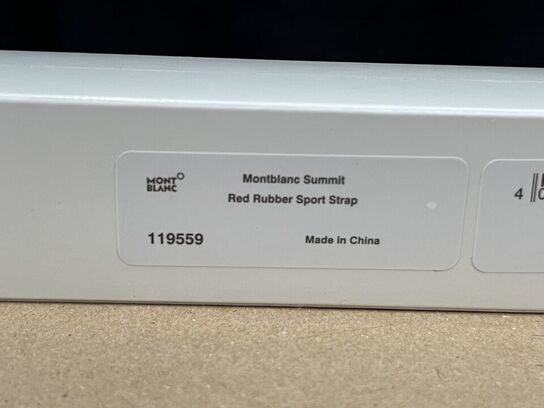 MONT
BLANC
Montblanc Summit
Red Rubber Sport Strap
119559
Made in China
4